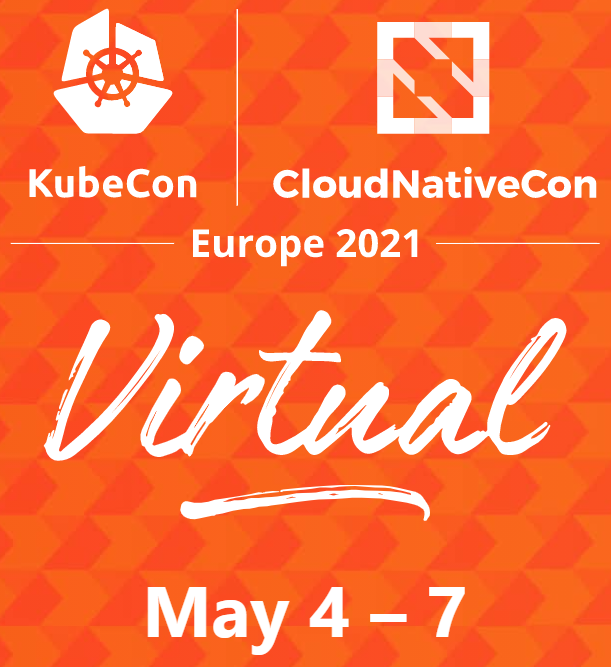 KubeCon CloudNativeCon
Europe 2021
Virtual
May 4 – 7